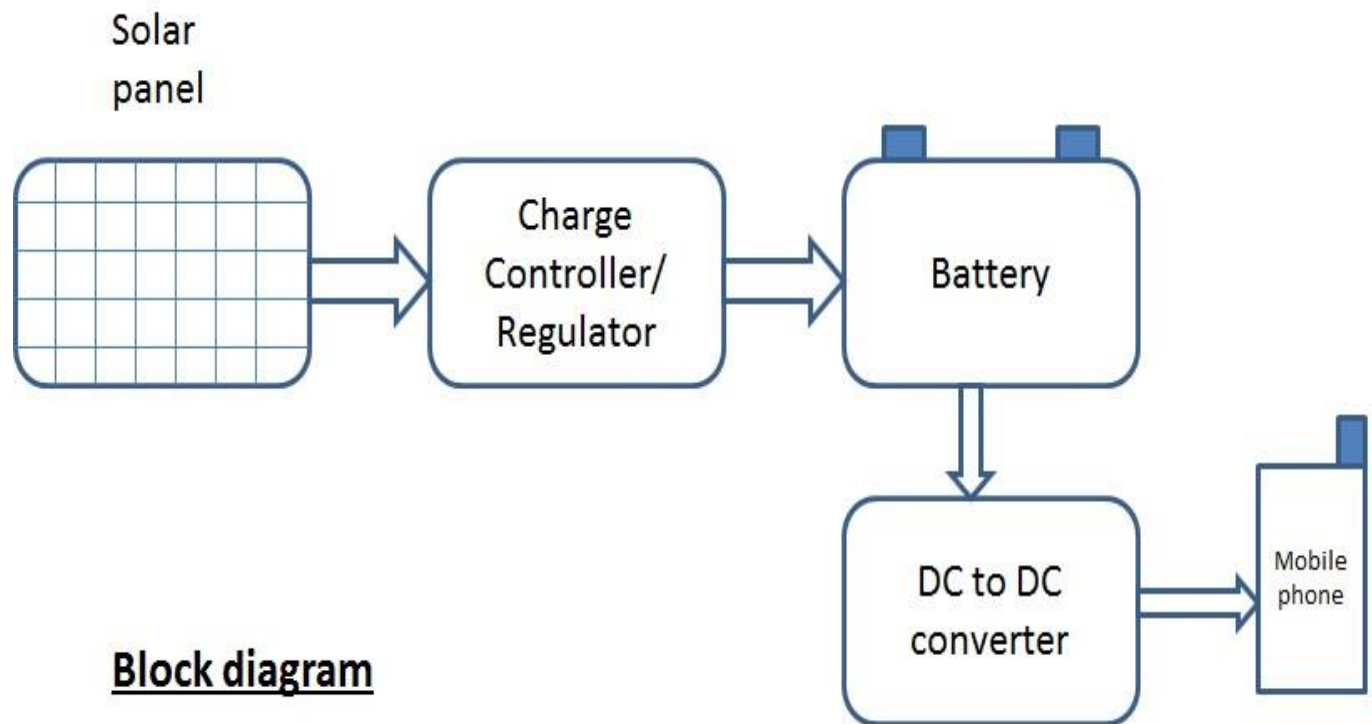 Solar
panel
Charge
Controller/
Regulator
Battery
DC to DC
converter
Mobile
phone
Block diagram